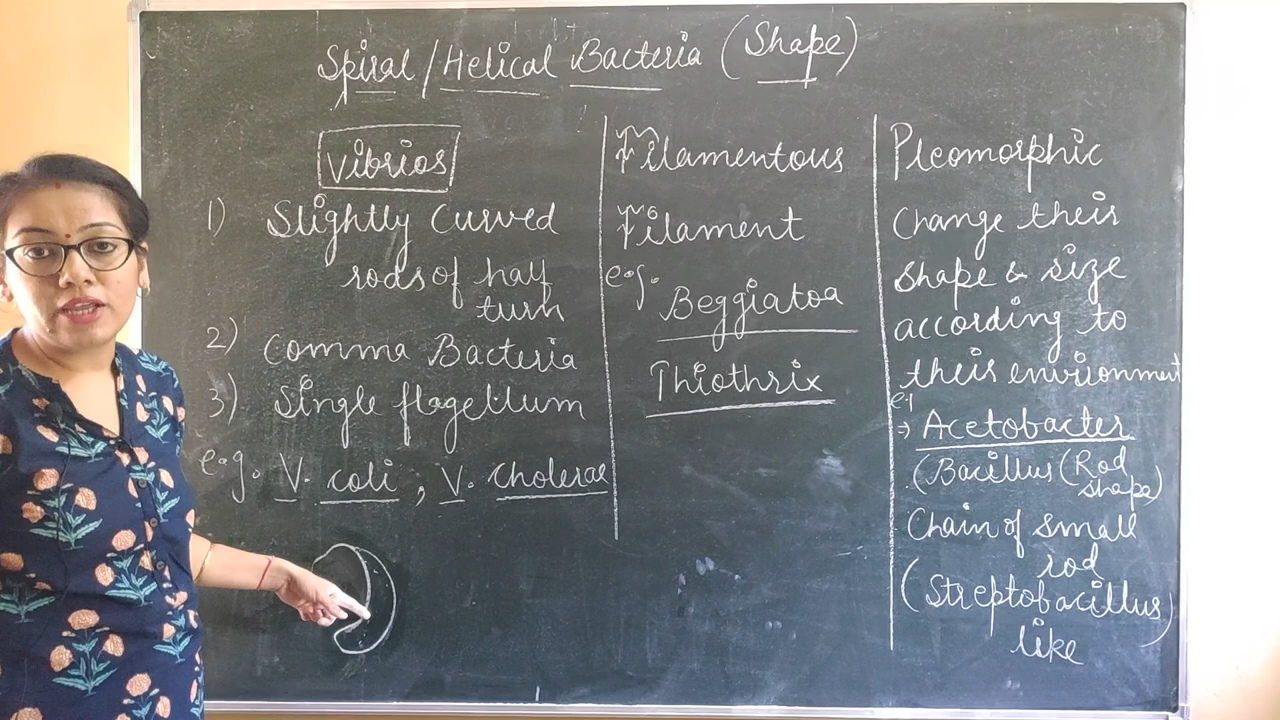 Spiral / Helical Bacteria (Shape)
Vibrios
1) Slightly Curved
rods of half
turn
2) Comma Bacteria
3) Single flagellum
e.g. V. coli ; V. cholerae
Filamentous
Filament
e.g.
Beggiatoa
Thiothrix
Pleomorphic
Change their
shape & size
according to
their environment
→ Acetobacter
(Bacillus (Rod
shape)
Chain of small
rod
(Streptobacillus)
like